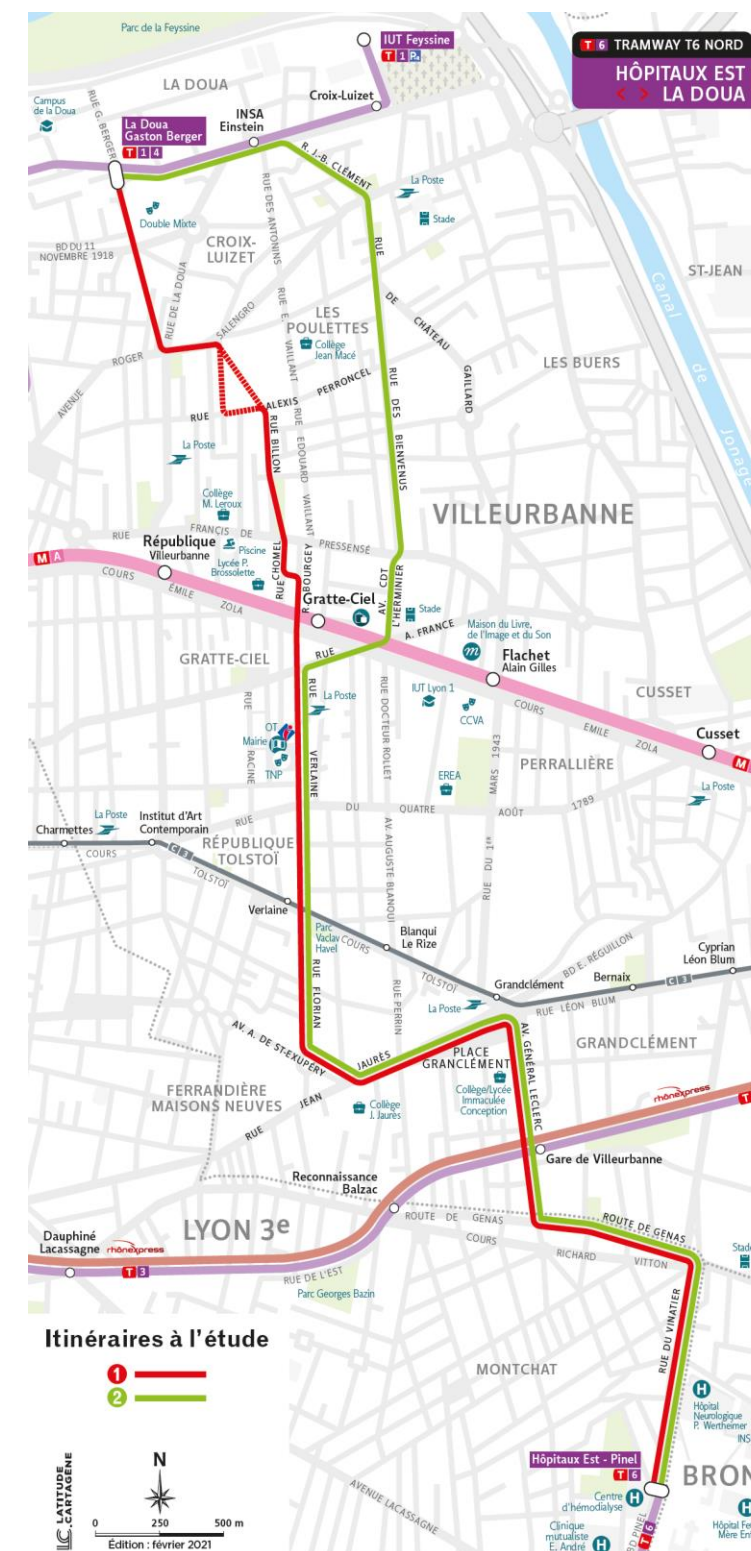 Parc de la Feyssine
IUT Feyssine
T 1 P+R
T 6 TRAMWAY T6 NORD
HÔPITAUX EST
< > LA DOUA
LA DOUA
Croix-Luizet
INSA
Einstein
Campus
de la Doua
RUE G. BERGER
La Doua
Gaston Berger
T 1 4
R. J.-B. CLÉMENT
La Poste
Stade
Double Mixte
RUE DES ANTONINS
BD DU 11
NOVEMBRE 1918
CROIX-
LUIZET
RUE DE LA DOUA
RUE
DE
CHÂTEAU
GAILLARD
ST-JEAN
Canal
de
Jonage
SALENGRO
ROGER
AVENUE
RUE E. VAILLANT
LES
POULETTES
Collège
Jean Macé
LES BUERS
PERRONCEL
ALEXIS
RUE
RUE DES BIENVENUS
RUE BILLON
RUE EDOUARD VAILLANT
La Poste
Collège
M. Leroux
VILLEURBANNE
RUE
FRANÇIS DE
PRESSENSÉ
République
Villeurbanne
Piscine
Lycée P.
Brossolette
RUE CHOMEL
R. BOURGEY
AV. CDT
L'HERMINIER
M A
COURS
ÉMILE
ZOLA
Gratte-Ciel
Stade
A. FRANCE
RUE
Maison du Livre,
de l'Image et du Son
Flachet
Alain Gilles
GRATTE-CIEL
IUT Lyon 1
CCVA
CUSSET
COURS
EMILE
ZOLA
Cusset
M
RUE
RACINE
La Poste
OT
Mairie
TNP
RUE
VERLAINE
RUE DOCTEUR ROLLET
EREA
RUE DU 1ER
MARS 1943
PERRALLIÈRE
La Poste
RUE
DU
QUATRE
AOÛT
1789
La Poste
Charmettes
Institut d'Art
Contemporain
COURS
C 3
TOLSTOÏ
RÉPUBLIQUE
TOLSTOÏ
AV. AUGUSTE BLANQUI
Verlaine
Parc
Vaclav
Havel
COURS
TOLSTOÏ
Blanqui
Le Rize
Cyprian
Léon Blum
BD E. RÉGUILLON
Bernaix
C 3
Grandclément
RUE LÉON BLUM
La Poste
RUE FLORIAN
RUE PERRIN
AV. A. DE ST-EXUPÉRY
JAURÈS
JEAN
RUE
PLACE
GRANCLÉMENT
AV. GÉNÉRAL LECLERC
GRANDCLÉMENT
Collège/Lycée
Immaculée
Conception
FERRANDIÈRE
MAISONS NEUVES
Collège
J. Jaurès
rhônexpress
T
Gare de Villeurbanne
Reconnaissance
Balzac
ROUTE DE GENAS
ROUTE DE GENAS
COURS
RICHARD
VITTON
LYON 3e
Dauphiné
Lacassagne
rhônexpress
T 3
RUE DE L'EST
Parc Georges Bazin
RUE DU VINATIER
MONTCHAT
Itinéraires à l'étude
1
2
Hôpital
Neurologique
P. Wertheimer
Hôpitaux Est - Pinel
T 6
BRON
Centre
d'hémodialyse
Clinique
mutualiste
E. André
BD PINEL
T 6
AVENUE LACASSAGNE
LATITUDE
CARTAGÈNE
LC
N
0 250 500 m
Édition : février 2021